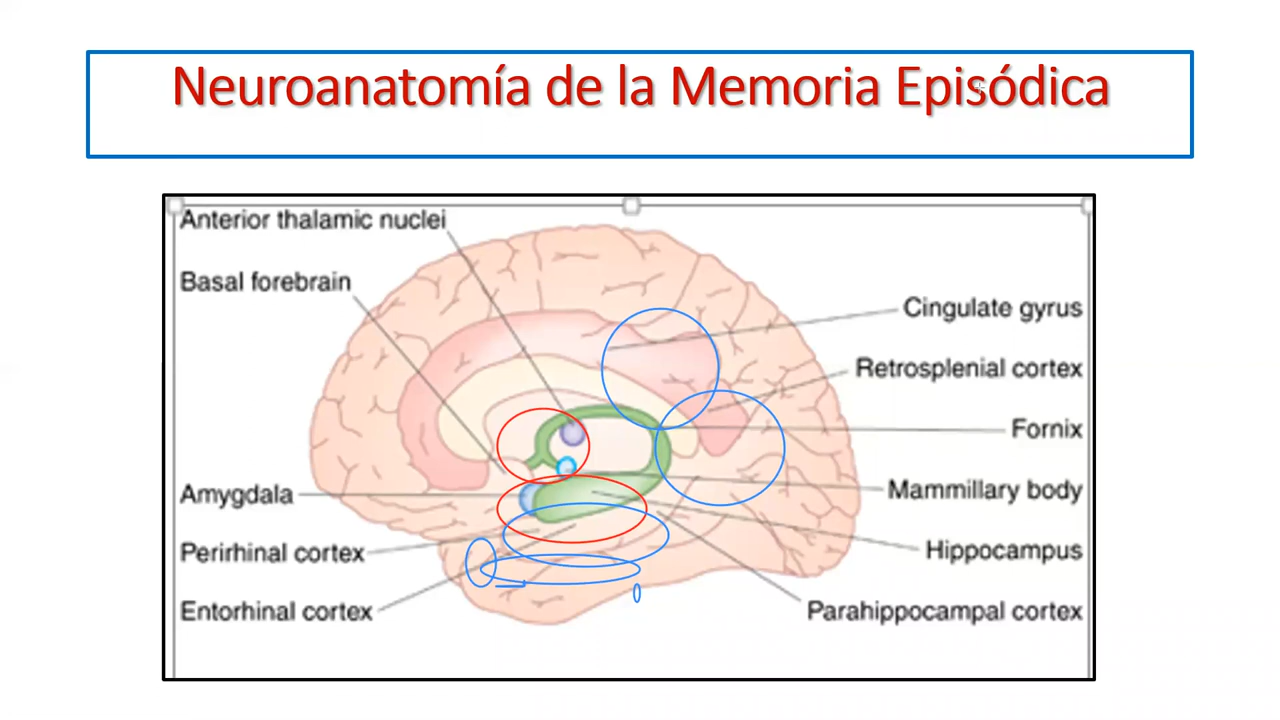 Neuroanatomía de la Memoria Episódica
Anterior thalamic nuclei
Basal forebrain
Amygdala
Perirhinal cortex
Entorhinal cortex
Cingulate gyrus
Retrosplenial cortex
Fornix
Mammillary body
Hippocampus
Parahippocampal cortex